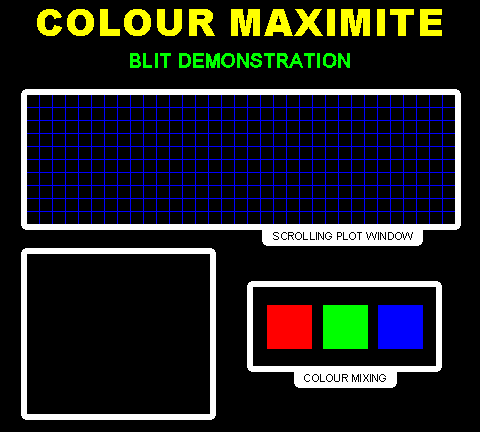 COLOUR MAXIMITE
BLIT DEMONSTRATION
SCROLLING PLOT WINDOW
COLOUR MIXING